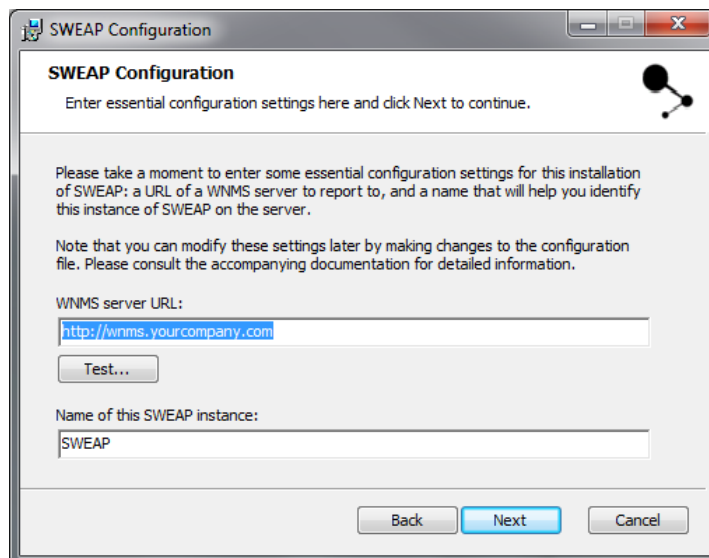 SWEAP Configuration
SWEAP Configuration
Enter essential configuration settings here and click Next to continue.
Please take a moment to enter some essential configuration settings for this installation
of SWEAP: a URL of a WNMS server to report to, and a name that will help you identify
this instance of SWEAP on the server.
Note that you can modify these settings later by making changes to the configuration
file. Please consult the accompanying documentation for detailed information.
WNMS server URL:
http://wnms.yourcompany.com
Test...
Name of this SWEAP instance:
SWEAP
Back Next Cancel